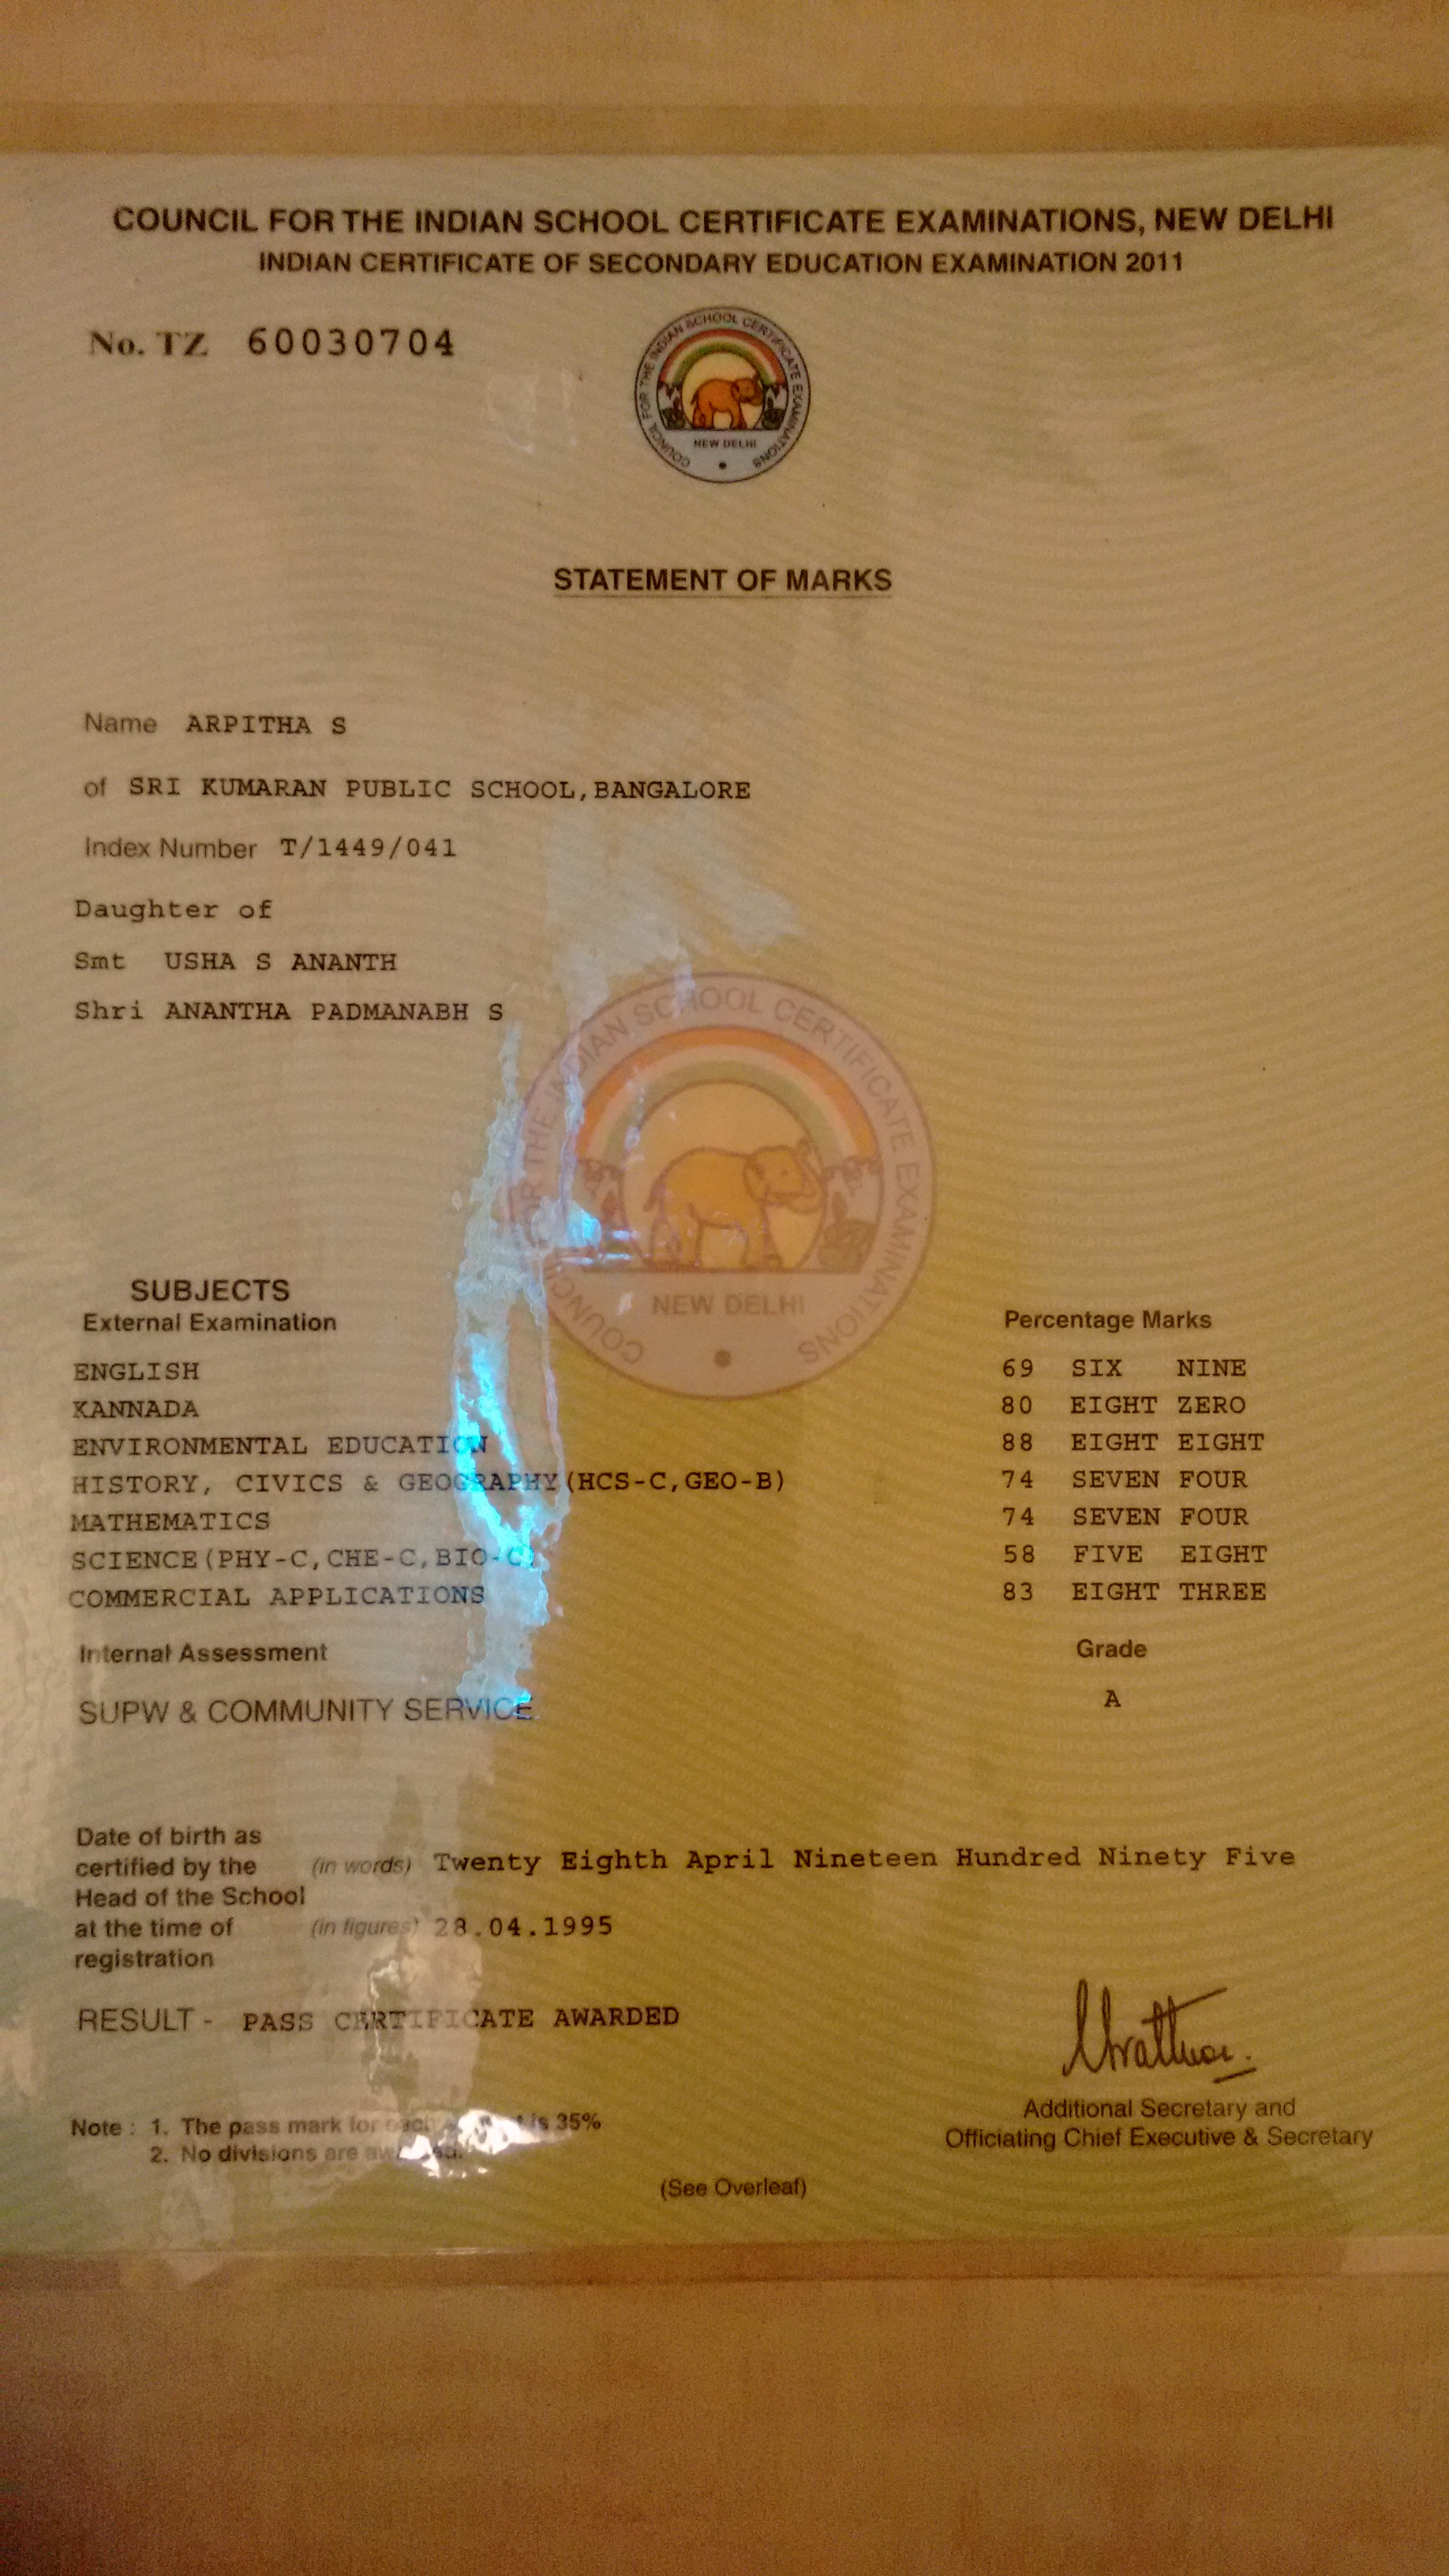 COUNCIL FOR THE INDIAN SCHOOL CERTIFICATE EXAMINATIONS, NEW DELHI
INDIAN CERTIFICATE OF SECONDARY EDUCATION EXAMINATION 2011
No. TZ 60030704
COUNCIL FOR THE INDIAN SCHOOL CERTIFICATE EXAMINATIONS
NEW DELHI
STATEMENT OF MARKS
Name ARPITHA S
of SRI KUMARAN PUBLIC SCHOOL, BANGALORE
Index Number T/1449/041
Daughter of
Smt USHA S ANANTH
Shri ANANTHA PADMANABH S
COUNCIL FOR THE INDIAN SCHOOL CERTIFICATE EXAMINATIONS
NEW DELHI
SUBJECTS
External Examination Percentage Marks
ENGLISH 69 SIX NINE
KANNADA 80 EIGHT ZERO
ENVIRONMENTAL EDUCATION 88 EIGHT EIGHT
HISTORY, CIVICS & GEOGRAPHY(HCS-C,GEO-B) 74 SEVEN FOUR
MATHEMATICS 74 SEVEN FOUR
SCIENCE(PHY-C,CHE-C,BIO-C) 58 FIVE EIGHT
COMMERCIAL APPLICATIONS 83 EIGHT THREE
Internal Assessment Grade
SUPW & COMMUNITY SERVICE A
Date of birth as
certified by the (in words) Twenty Eighth April Nineteen Hundred Ninety Five
Head of the School
at the time of (in figures) 28.04.1995
registration
RESULT - PASS CERTIFICATE AWARDED
Additional Secretary and
Officiating Chief Executive & Secretary
Note : 1. The pass mark for each is 35%
2. No divisions are awarded.
(See Overleaf)